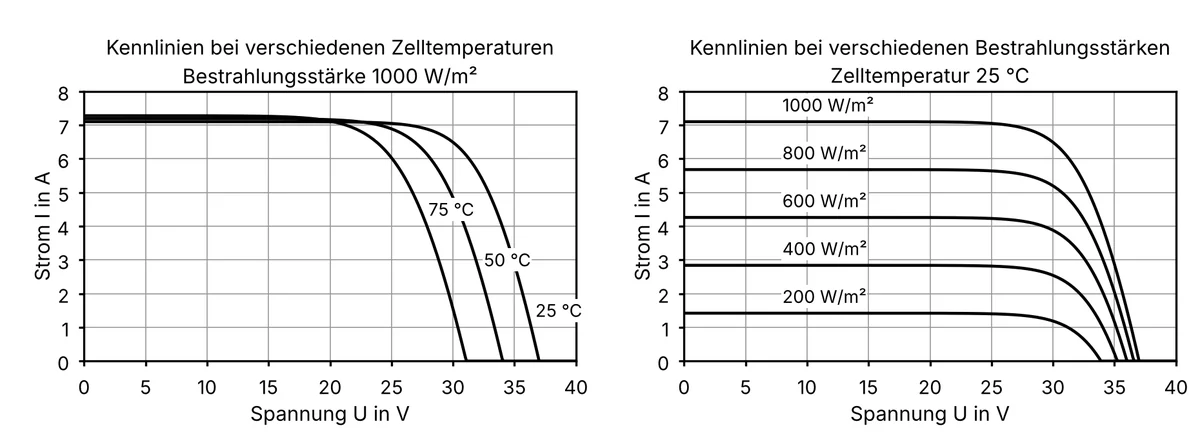 Kennlinien bei verschiedenen Zelltemperaturen
Bestrahlungsstärke 1000 W/m²
8
7
6
5
4
3
2
1
0
Strom I in A
75 °C
50 °C
25 °C
0 5 10 15 20 25 30 35 40
Spannung U in V
Kennlinien bei verschiedenen Bestrahlungsstärken
Zelltemperatur 25 °C
8
7
6
5
4
3
2
1
0
Strom I in A
1000 W/m²
800 W/m²
600 W/m²
400 W/m²
200 W/m²
0 5 10 15 20 25 30 35 40
Spannung U in V